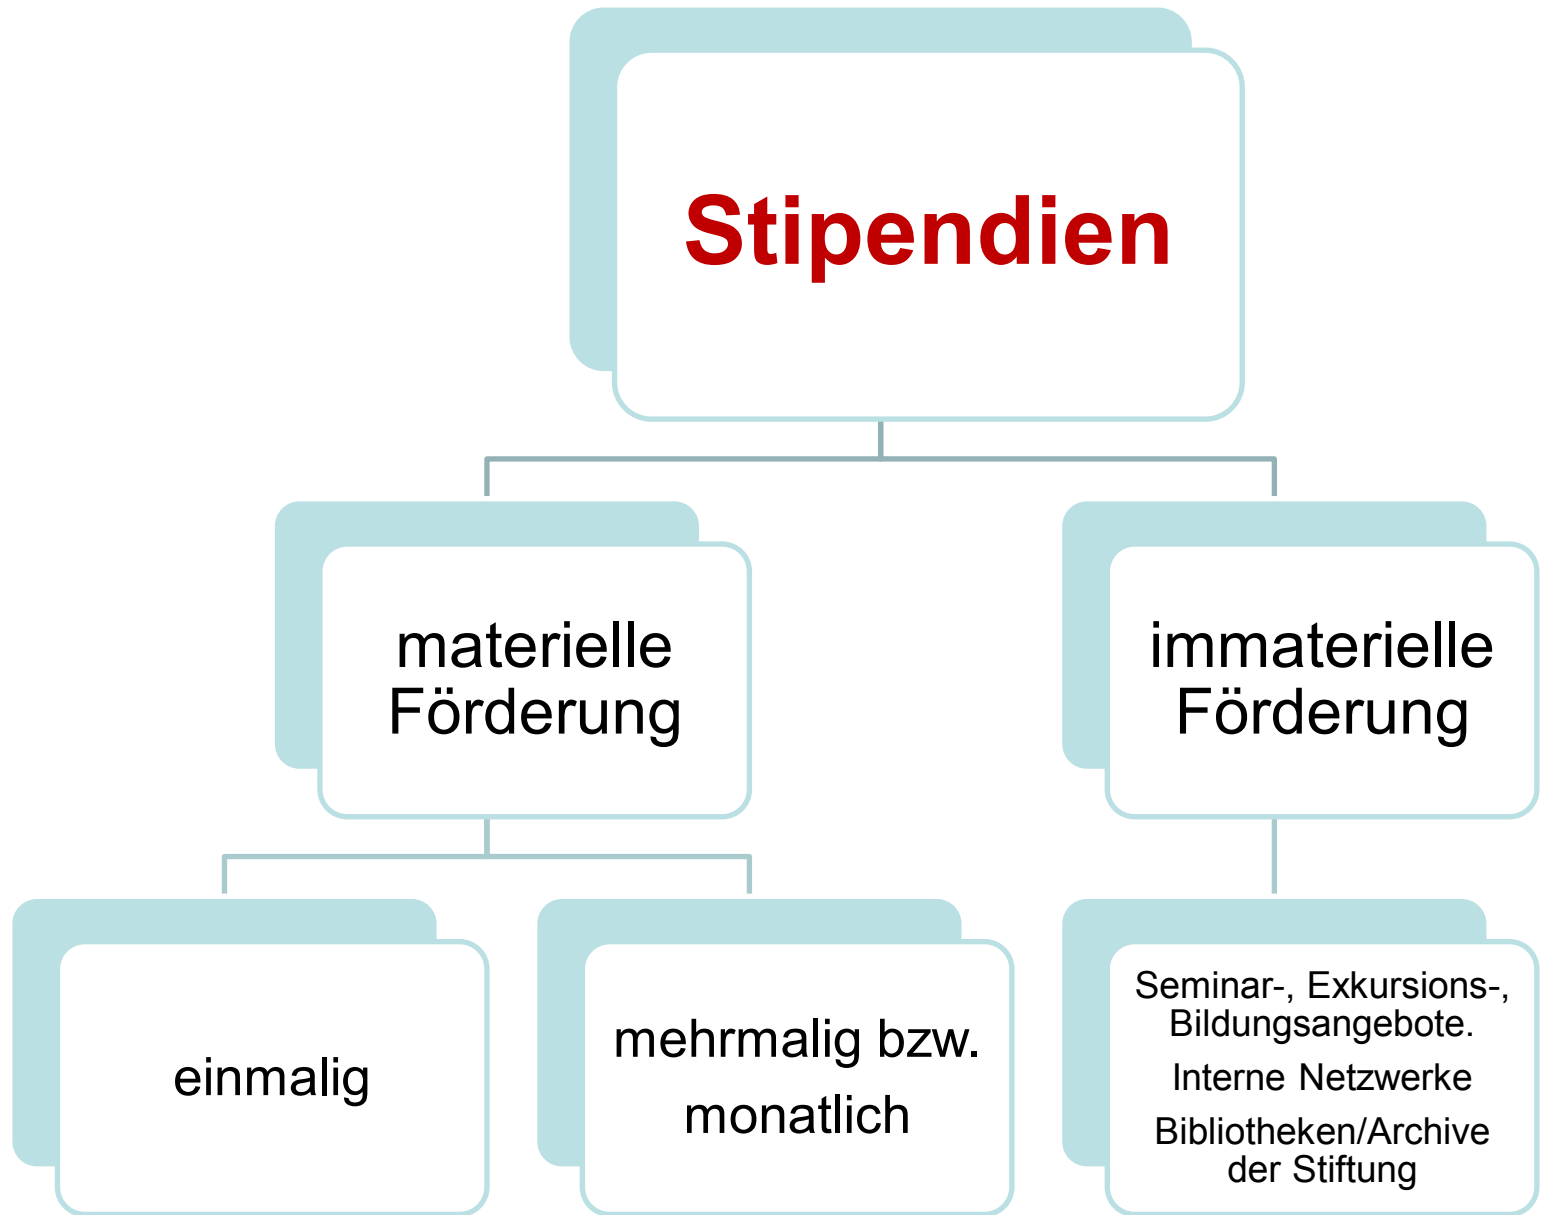 Stipendien
materielle
Förderung
immaterielle
Förderung
einmalig
mehrmalig bzw.
monatlich
Seminar-, Exkursions-,
Bildungsangebote.
Interne Netzwerke
Bibliotheken/Archive
der Stiftung